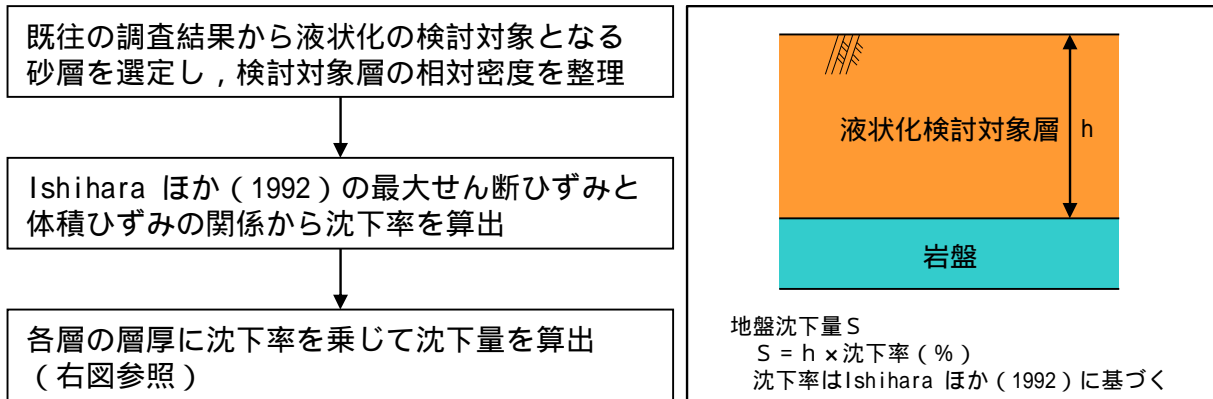 既往の調査結果から液状化の検討対象となる
砂層を選定し，検討対象層の相対密度を整理
Ishihara ほか（1992）の最大せん断ひずみと
体積ひずみの関係から沈下率を算出
各層の層厚に沈下率を乗じて沈下量を算出
（右図参照）
液状化検討対象層 h
岩盤
地盤沈下量Ｓ
Ｓ＝ｈ×沈下率（％）
沈下率はIshihara ほか（1992）に基づく